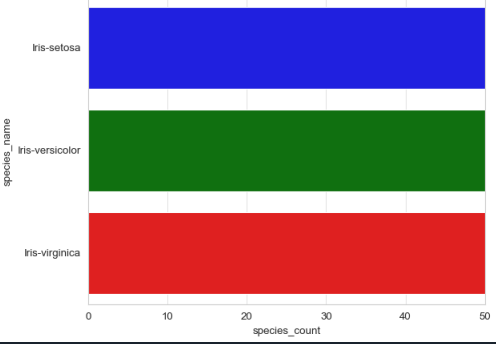 Iris-setosa
Iris-versicolor
Iris-virginica
species_name
0 10 20 30 40 50
species_count